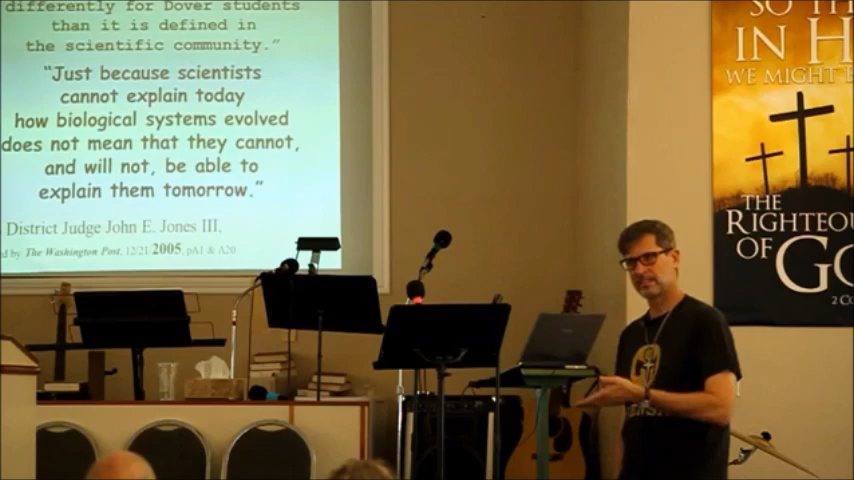 differently for Dover students
than it is defined in
the scientific community.”
“Just because scientists
cannot explain today
how biological systems evolved
does not mean that they cannot,
and will not, be able to
explain them tomorrow.”
District Judge John E. Jones III,
by The Washington Post, 12/21/2005, pA1 & A20
SO TH
IN H
WE MIGHT
THE
RIGHTEOU
OF GO
2 CO